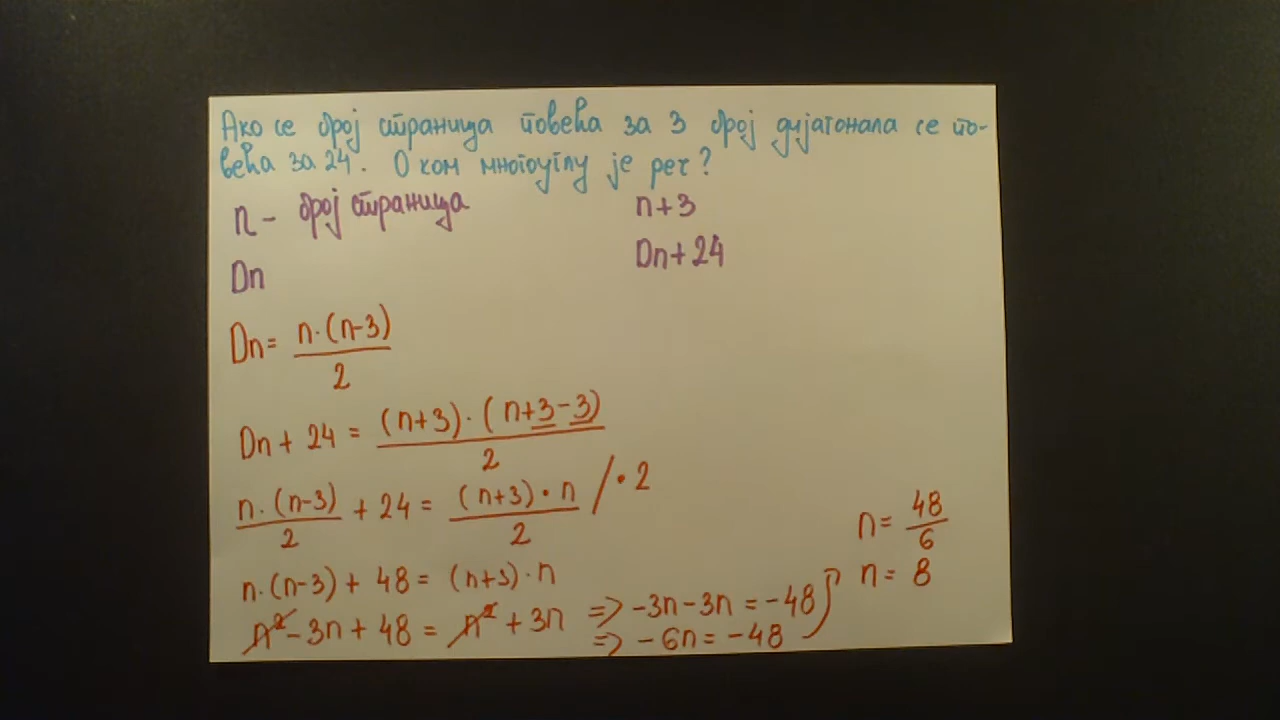 Ако се број страница повећа за 3 број дијагонала се по-
већа за 24. О ком многоуглу је реч?
n - број страница
n+3
Dn
Dn+24
Dn = n·(n-3)/2
Dn + 24 = (n+3)·(n+3-3)/2
n·(n-3)/2 + 24 = (n+3)·n/2 /·2
n·(n-3) + 48 = (n+3)·n
n² - 3n + 48 = n² + 3n => -3n - 3n = -48
=> -6n = -48
n = 48/6
n = 8